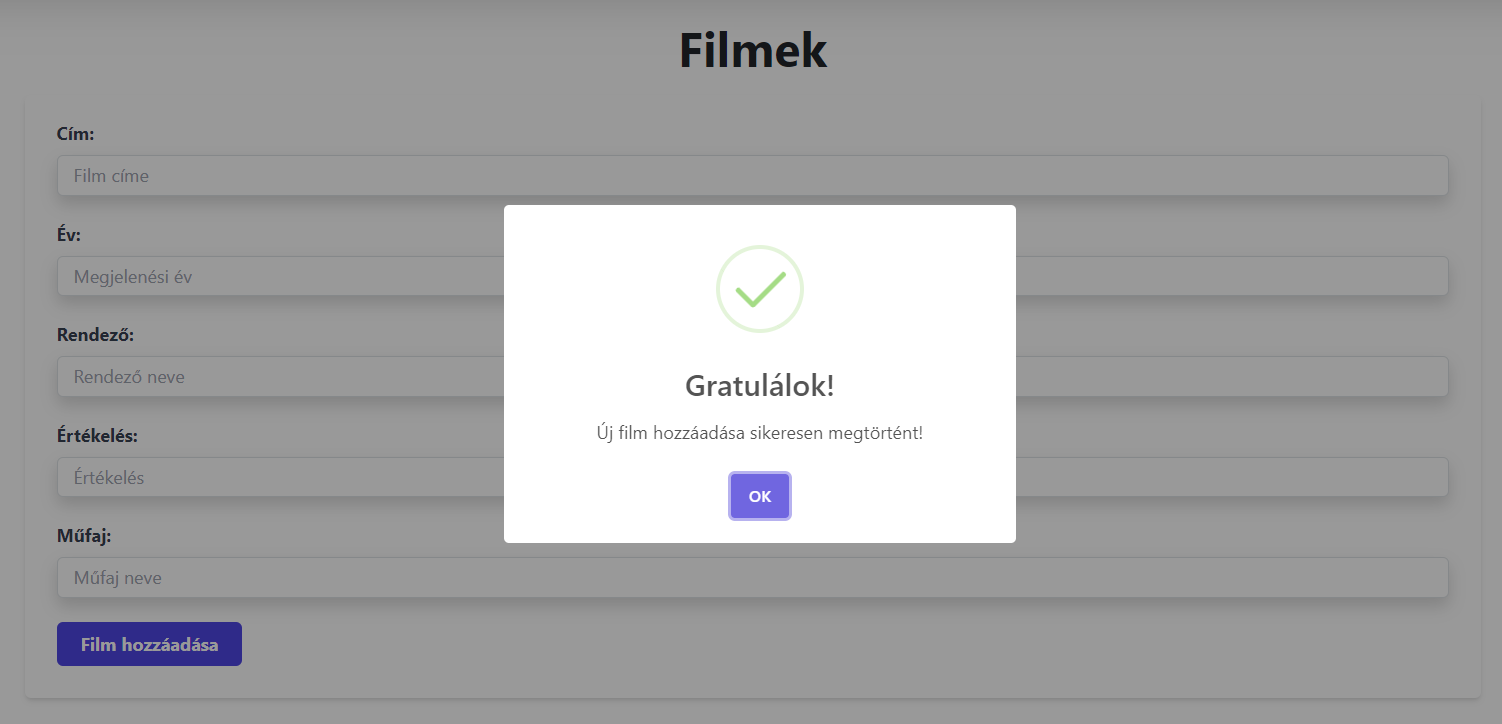 Filmek
Cím:
Film címe
Év:
Megjelenési év
Rendező:
Rendező neve
Értékelés:
Értékelés
Műfaj:
Műfaj neve
Film hozzáadása
Gratulálok!
Új film hozzáadása sikeresen megtörtént!
OK